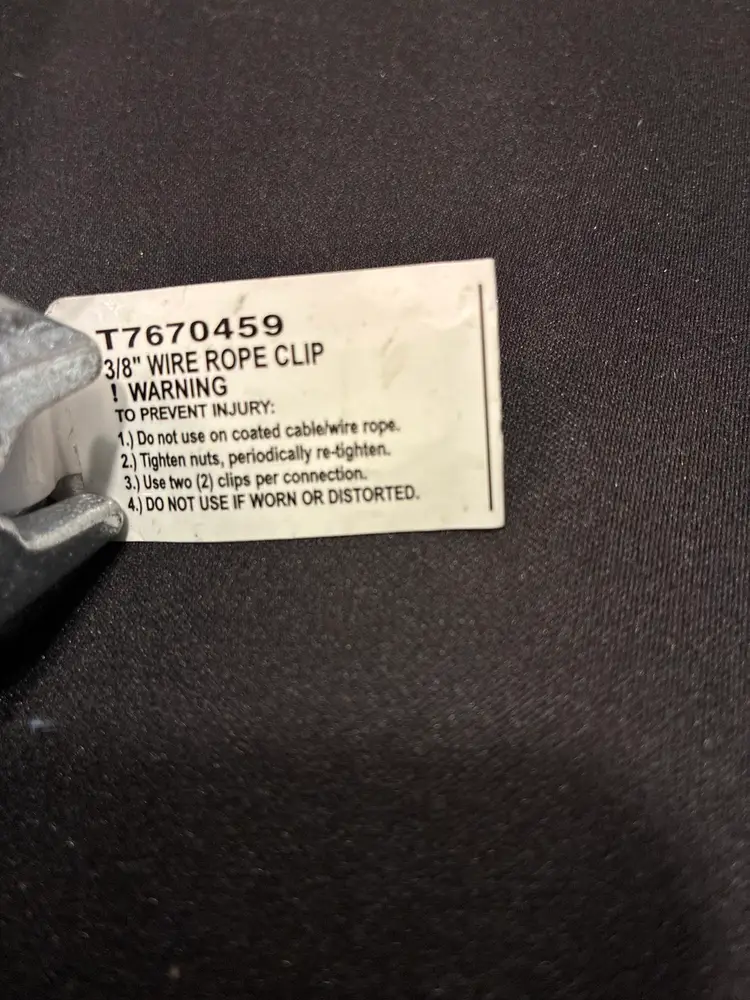 T7670459
3/8" WIRE ROPE CLIP
! WARNING
TO PREVENT INJURY:
1.) Do not use on coated cable/wire rope.
2.) Tighten nuts, periodically re-tighten.
3.) Use two (2) clips per connection.
4.) DO NOT USE IF WORN OR DISTORTED.